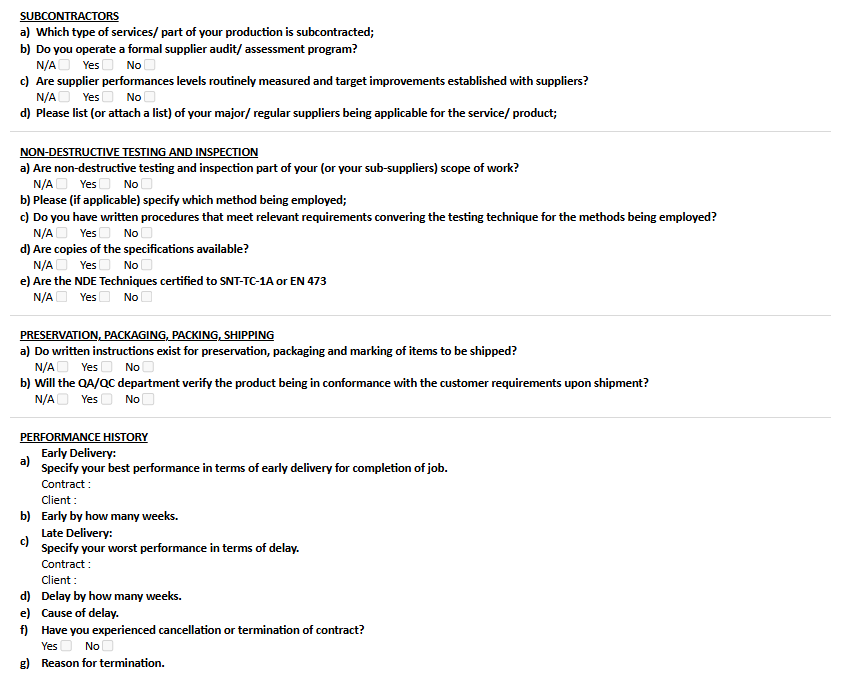 SUBCONTRACTORS
a) Which type of services/ part of your production is subcontracted;
b) Do you operate a formal supplier audit/ assessment program?
N/A Yes No
c) Are supplier performances levels routinely measured and target improvements established with suppliers?
N/A Yes No
d) Please list (or attach a list) of your major/ regular suppliers being applicable for the service/ product;
NON-DESTRUCTIVE TESTING AND INSPECTION
a) Are non-destructive testing and inspection part of your (or your sub-suppliers) scope of work?
N/A Yes No
b) Please (if applicable) specify which method being employed;
c) Do you have written procedures that meet relevant requirements convering the testing technique for the methods being employed?
N/A Yes No
d) Are copies of the specifications available?
N/A Yes No
e) Are the NDE Techniques certified to SNT-TC-1A or EN 473
N/A Yes No
PRESERVATION, PACKAGING, PACKING, SHIPPING
a) Do written instructions exist for preservation, packaging and marking of items to be shipped?
N/A Yes No
b) Will the QA/QC department verify the product being in conformance with the customer requirements upon shipment?
N/A Yes No
PERFORMANCE HISTORY
a) Early Delivery:
Specify your best performance in terms of early delivery for completion of job.
Contract :
Client :
b) Early by how many weeks.
c) Late Delivery:
Specify your worst performance in terms of delay.
Contract :
Client :
d) Delay by how many weeks.
e) Cause of delay.
f) Have you experienced cancellation or termination of contract?
Yes No
g) Reason for termination.